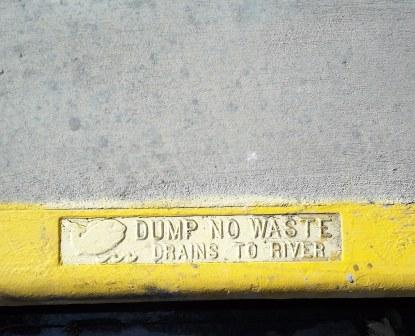 DUMP NO WASTE
DRAINS TO RIVER